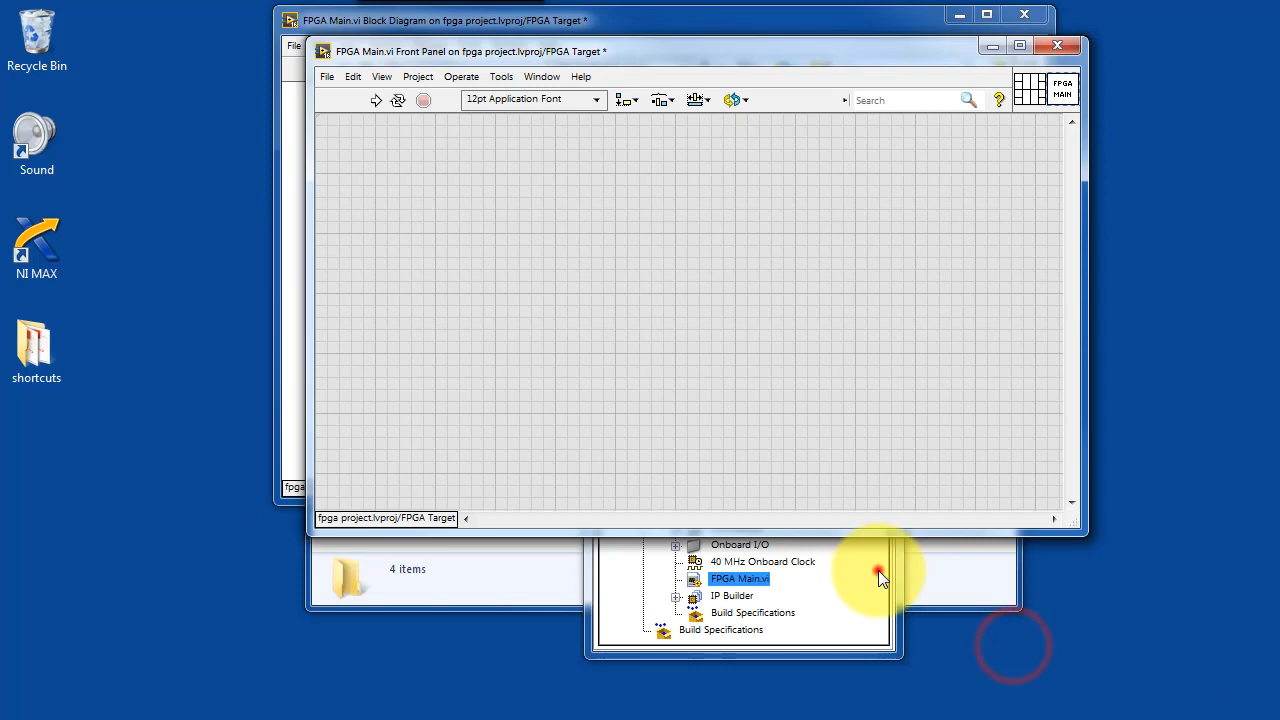 Recycle Bin
Sound
NI MAX
shortcuts
FPGA Main.vi Block Diagram on fpga project.lvproj/FPGA Target *
File
FPGA Main.vi Front Panel on fpga project.lvproj/FPGA Target *
File Edit View Project Operate Tools Window Help
12pt Application Font
Search
FPGA
MAIN
fpga
fpga project.lvproj/FPGA Target
4 items
Onboard I/O
40 MHz Onboard Clock
FPGA Main.vi
IP Builder
Build Specifications
Build Specifications